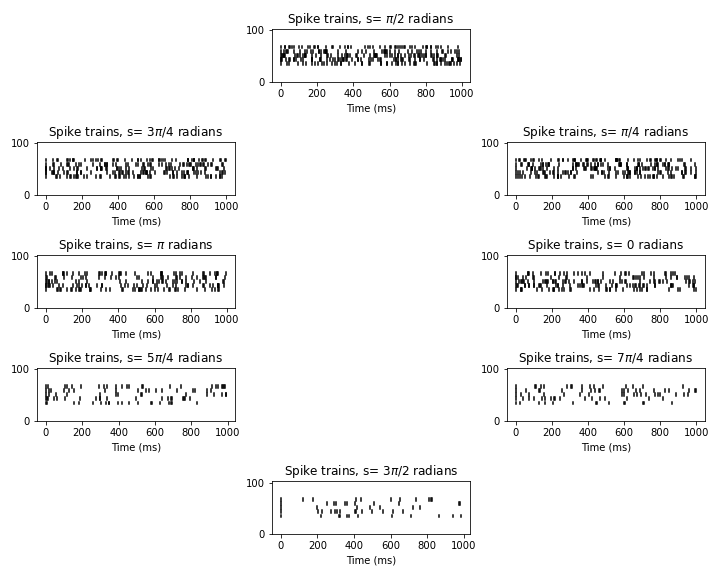 Spike trains, s= π/2 radians
100
0
0 200 400 600 800 1000
Time (ms)
Spike trains, s= 3π/4 radians
100
0
0 200 400 600 800 1000
Time (ms)
Spike trains, s= π/4 radians
100
0
0 200 400 600 800 1000
Time (ms)
Spike trains, s= π radians
100
0
0 200 400 600 800 1000
Time (ms)
Spike trains, s= 0 radians
100
0
0 200 400 600 800 1000
Time (ms)
Spike trains, s= 5π/4 radians
100
0
0 200 400 600 800 1000
Time (ms)
Spike trains, s= 7π/4 radians
100
0
0 200 400 600 800 1000
Time (ms)
Spike trains, s= 3π/2 radians
100
0
0 200 400 600 800 1000
Time (ms)